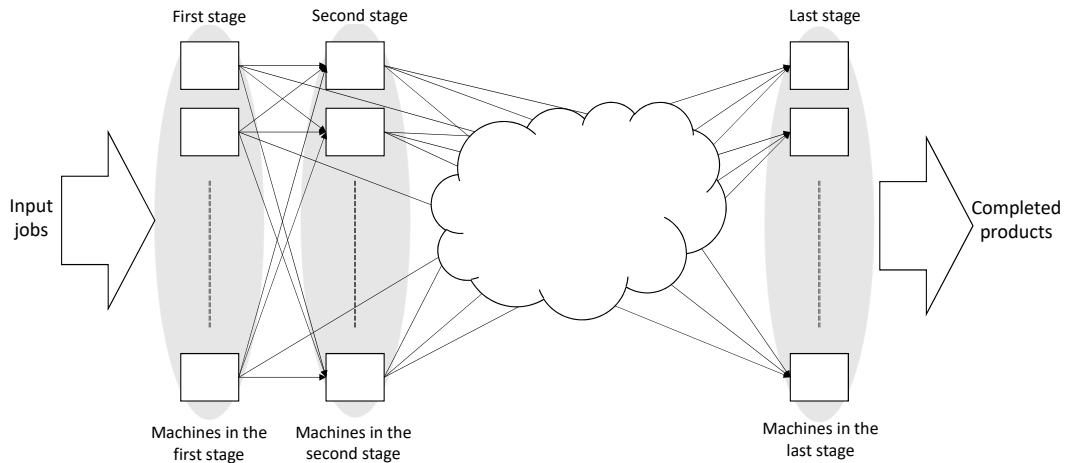 First stage
Second stage
Last stage
Input
jobs
Completed
products
Machines in the
first stage
Machines in the
second stage
Machines in the
last stage